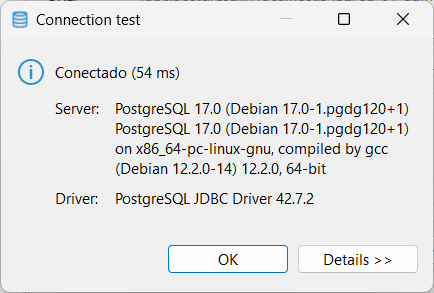 Connection test
Conectado (54 ms)
Server: PostgreSQL 17.0 (Debian 17.0-1.pgdg120+1)
PostgreSQL 17.0 (Debian 17.0-1.pgdg120+1)
on x86_64-pc-linux-gnu, compiled by gcc
(Debian 12.2.0-14) 12.2.0, 64-bit
Driver: PostgreSQL JDBC Driver 42.7.2
OK
Details >>